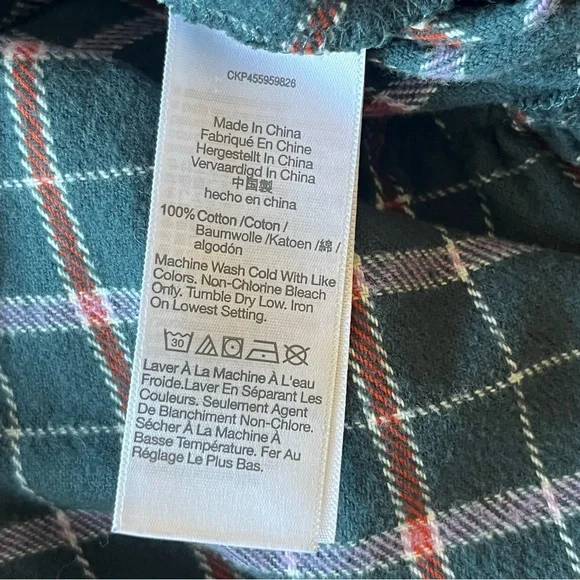 CKP455959826
Made In China
Fabriqué En Chine
Hergestellt In China
Vervaardigd In China
中国製
hecho en china
100% Cotton /Coton /
Baumwolle /Katoen /綿 /
algodón
Machine Wash Cold With Like
Colors. Non-Chlorine Bleach
Only. Tumble Dry Low. Iron
On Lowest Setting.
30
Laver À La Machine À L'eau
Froide.Laver En Séparant Les
Couleurs. Seulement Agent
De Blanchiment Non-Chlore.
Sécher À La Machine À
Basse Température. Fer Au
Réglage Le Plus Bas.